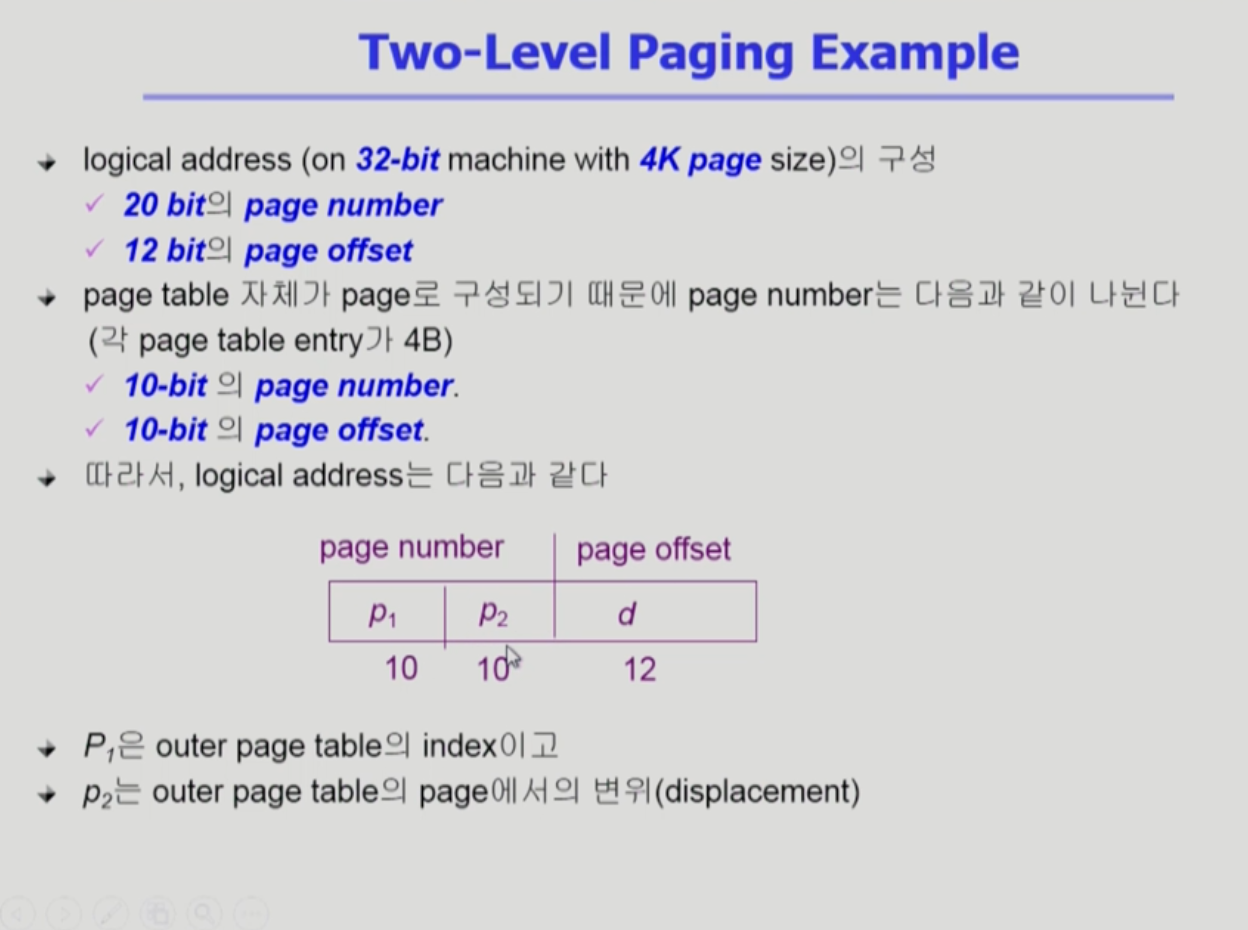 Two-Level Paging Example
logical address (on 32-bit machine with 4K page size)의 구성
20 bit의 page number
12 bit의 page offset
page table 자체가 page로 구성되기 때문에 page number는 다음과 같이 나뉜다
(각 page table entry가 4B)
10-bit 의 page number.
10-bit 의 page offset.
따라서, logical address는 다음과 같다
page number page offset
p₁ p₂ d
10 10 12
P₁은 outer page table의 index이고
p₂는 outer page table의 page에서의 변위(displacement)